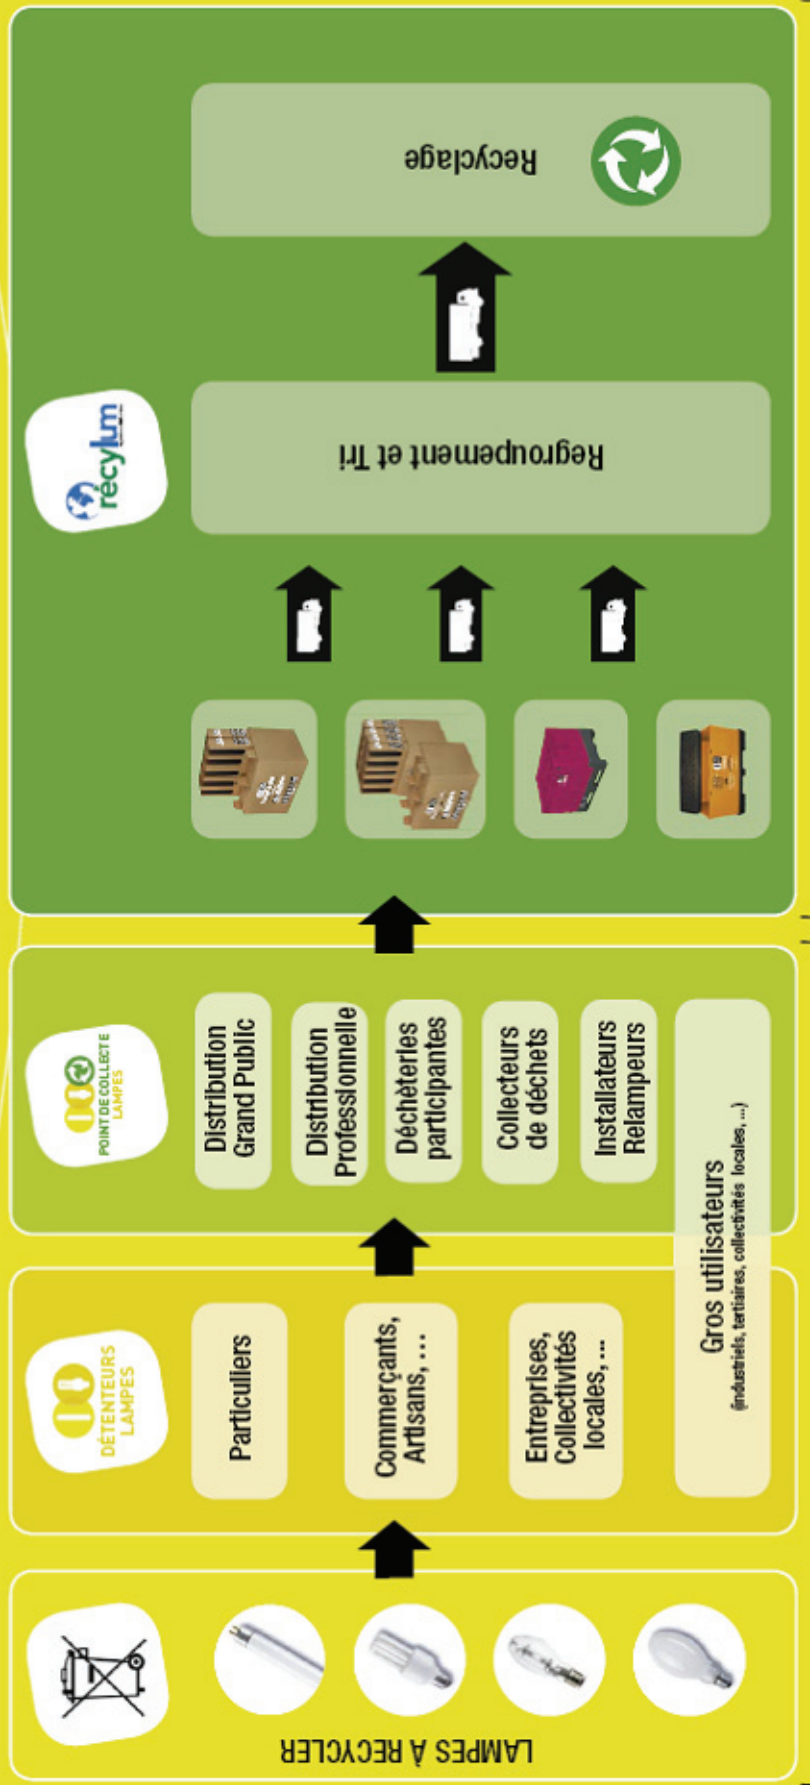 LAMPES À RECYCLER
DÉTENTEURS
LAMPES
Particuliers
Commerçants,
Artisans, ...
Entreprises,
Collectivités
locales, ...
Gros utilisateurs
(industriels, tertiaires, collectivités locales, ...)
POINT DE COLLECTE
LAMPES
Distribution
Grand Public
Distribution
Professionnelle
Déchèteries
participantes
Collecteurs
de déchets
Installateurs
Relampeurs
récylum
Regroupement et Tri
Recyclage